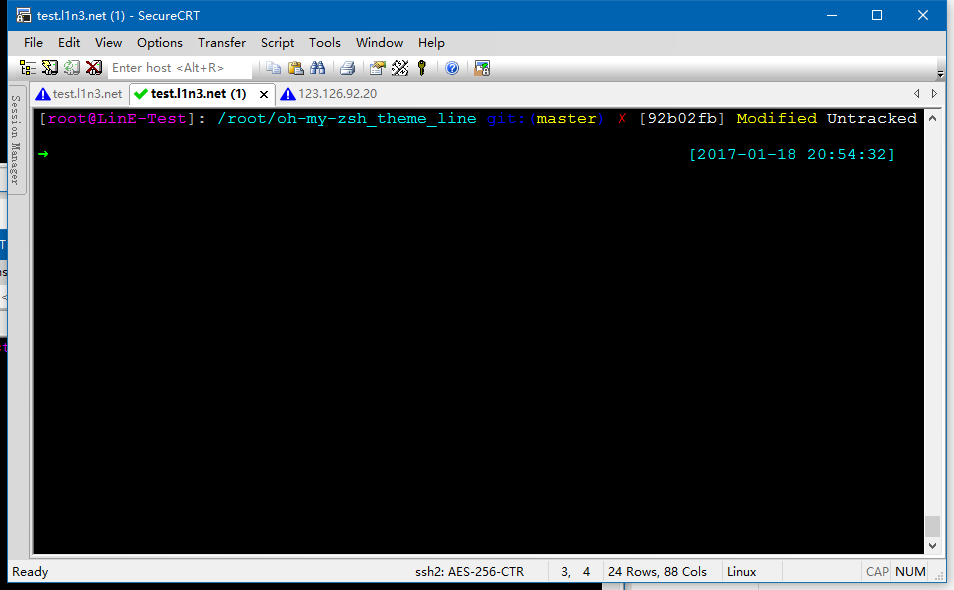 test.l1n3.net (1) - SecureCRT
File Edit View Options Transfer Script Tools Window Help
Enter host <Alt+R>
test.l1n3.net test.l1n3.net (1) 123.126.92.20
Session Manager
[root@LinE-Test]: /root/oh-my-zsh_theme_line git:(master) ✗ [92b02fb] Modified Untracked
→ [2017-01-18 20:54:32]
Ready ssh2: AES-256-CTR 3, 4 24 Rows, 88 Cols Linux CAP NUM